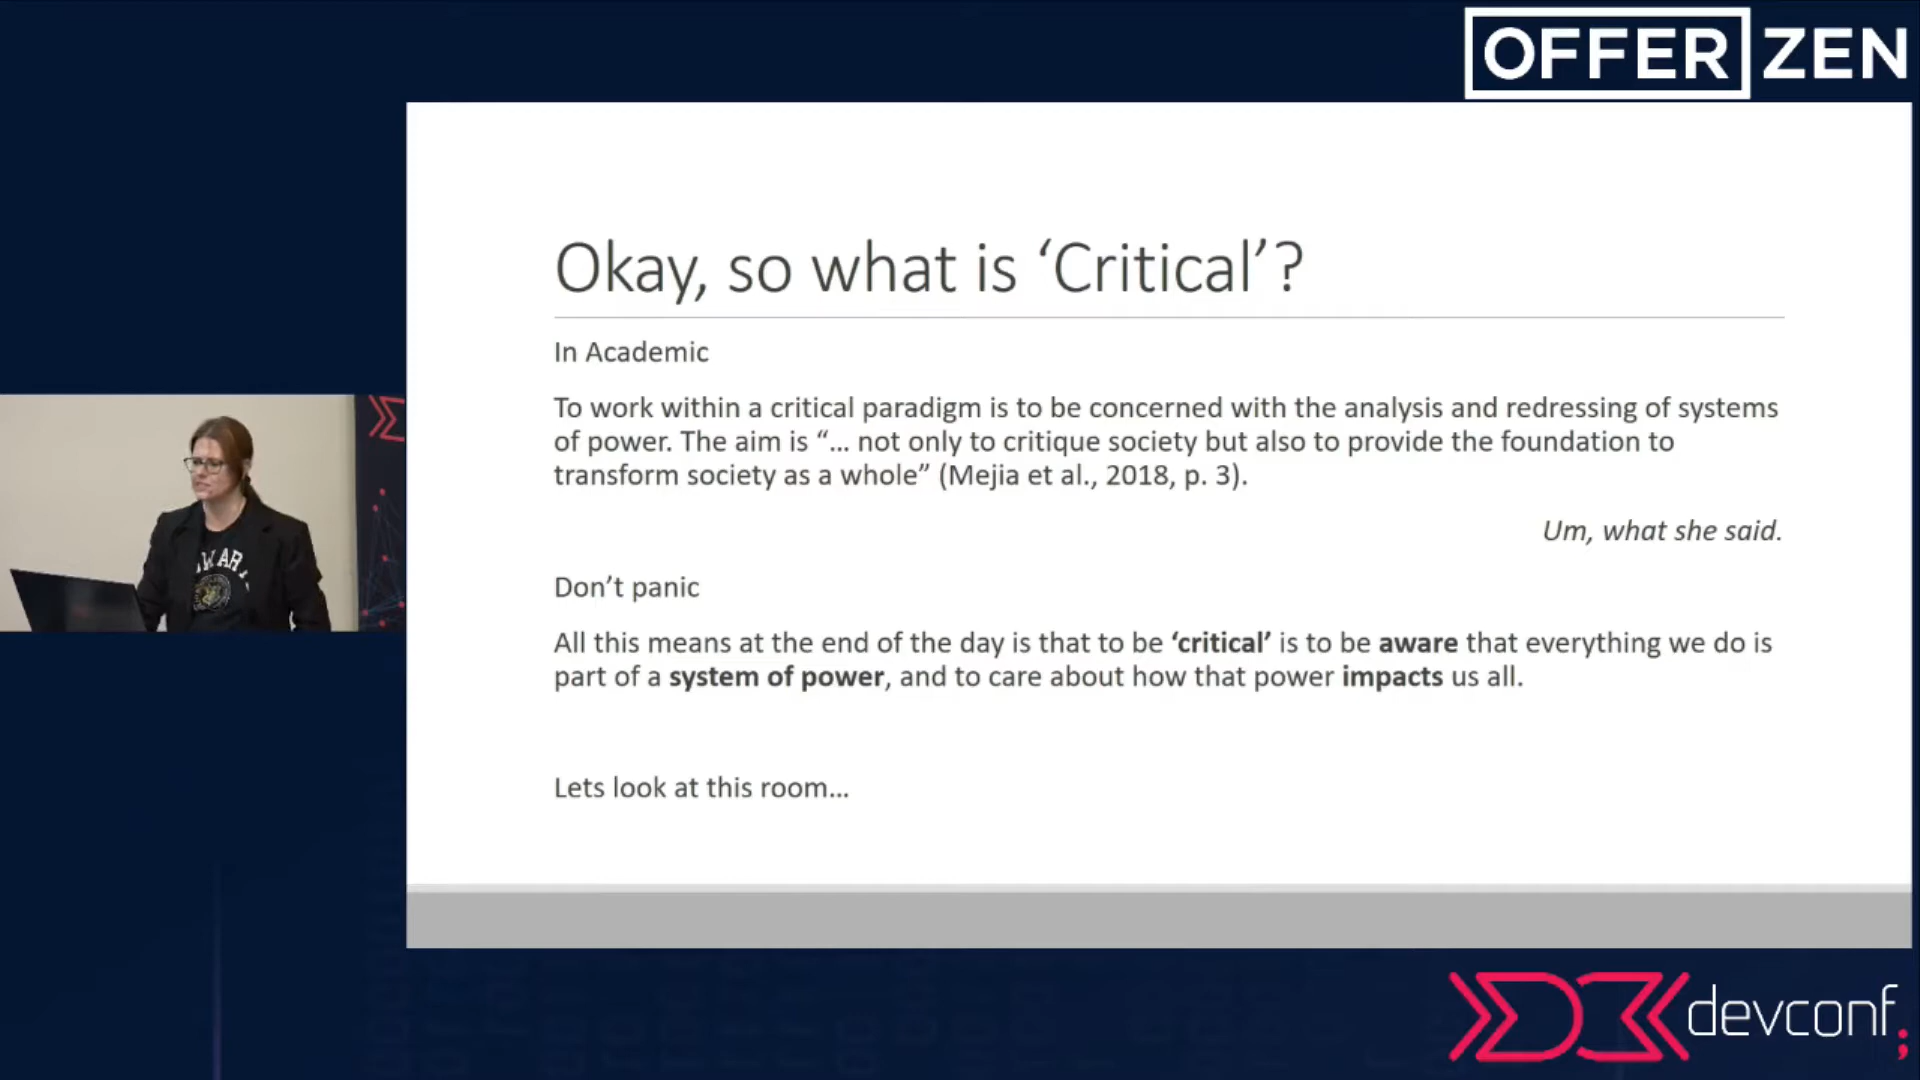 OFFER ZEN
Okay, so what is ‘Critical’?
In Academic
To work within a critical paradigm is to be concerned with the analysis and redressing of systems
of power. The aim is “… not only to critique society but also to provide the foundation to
transform society as a whole” (Mejia et al., 2018, p. 3).
Um, what she said.
Don’t panic
All this means at the end of the day is that to be ‘critical’ is to be aware that everything we do is
part of a system of power, and to care about how that power impacts us all.
Lets look at this room…
devconf;